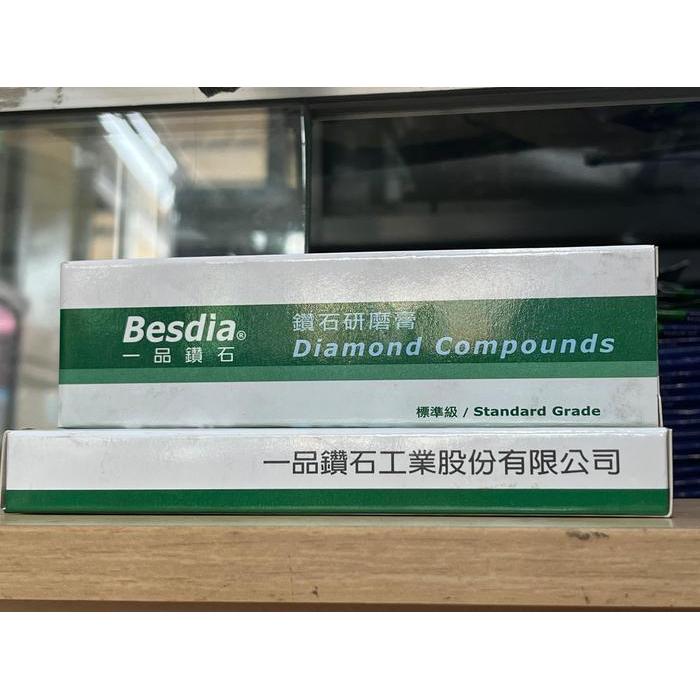 Besdia®
一品鑽石
鑽石研磨膏
Diamond Compounds
標準級 / Standard Grade
一品鑽石工業股份有限公司